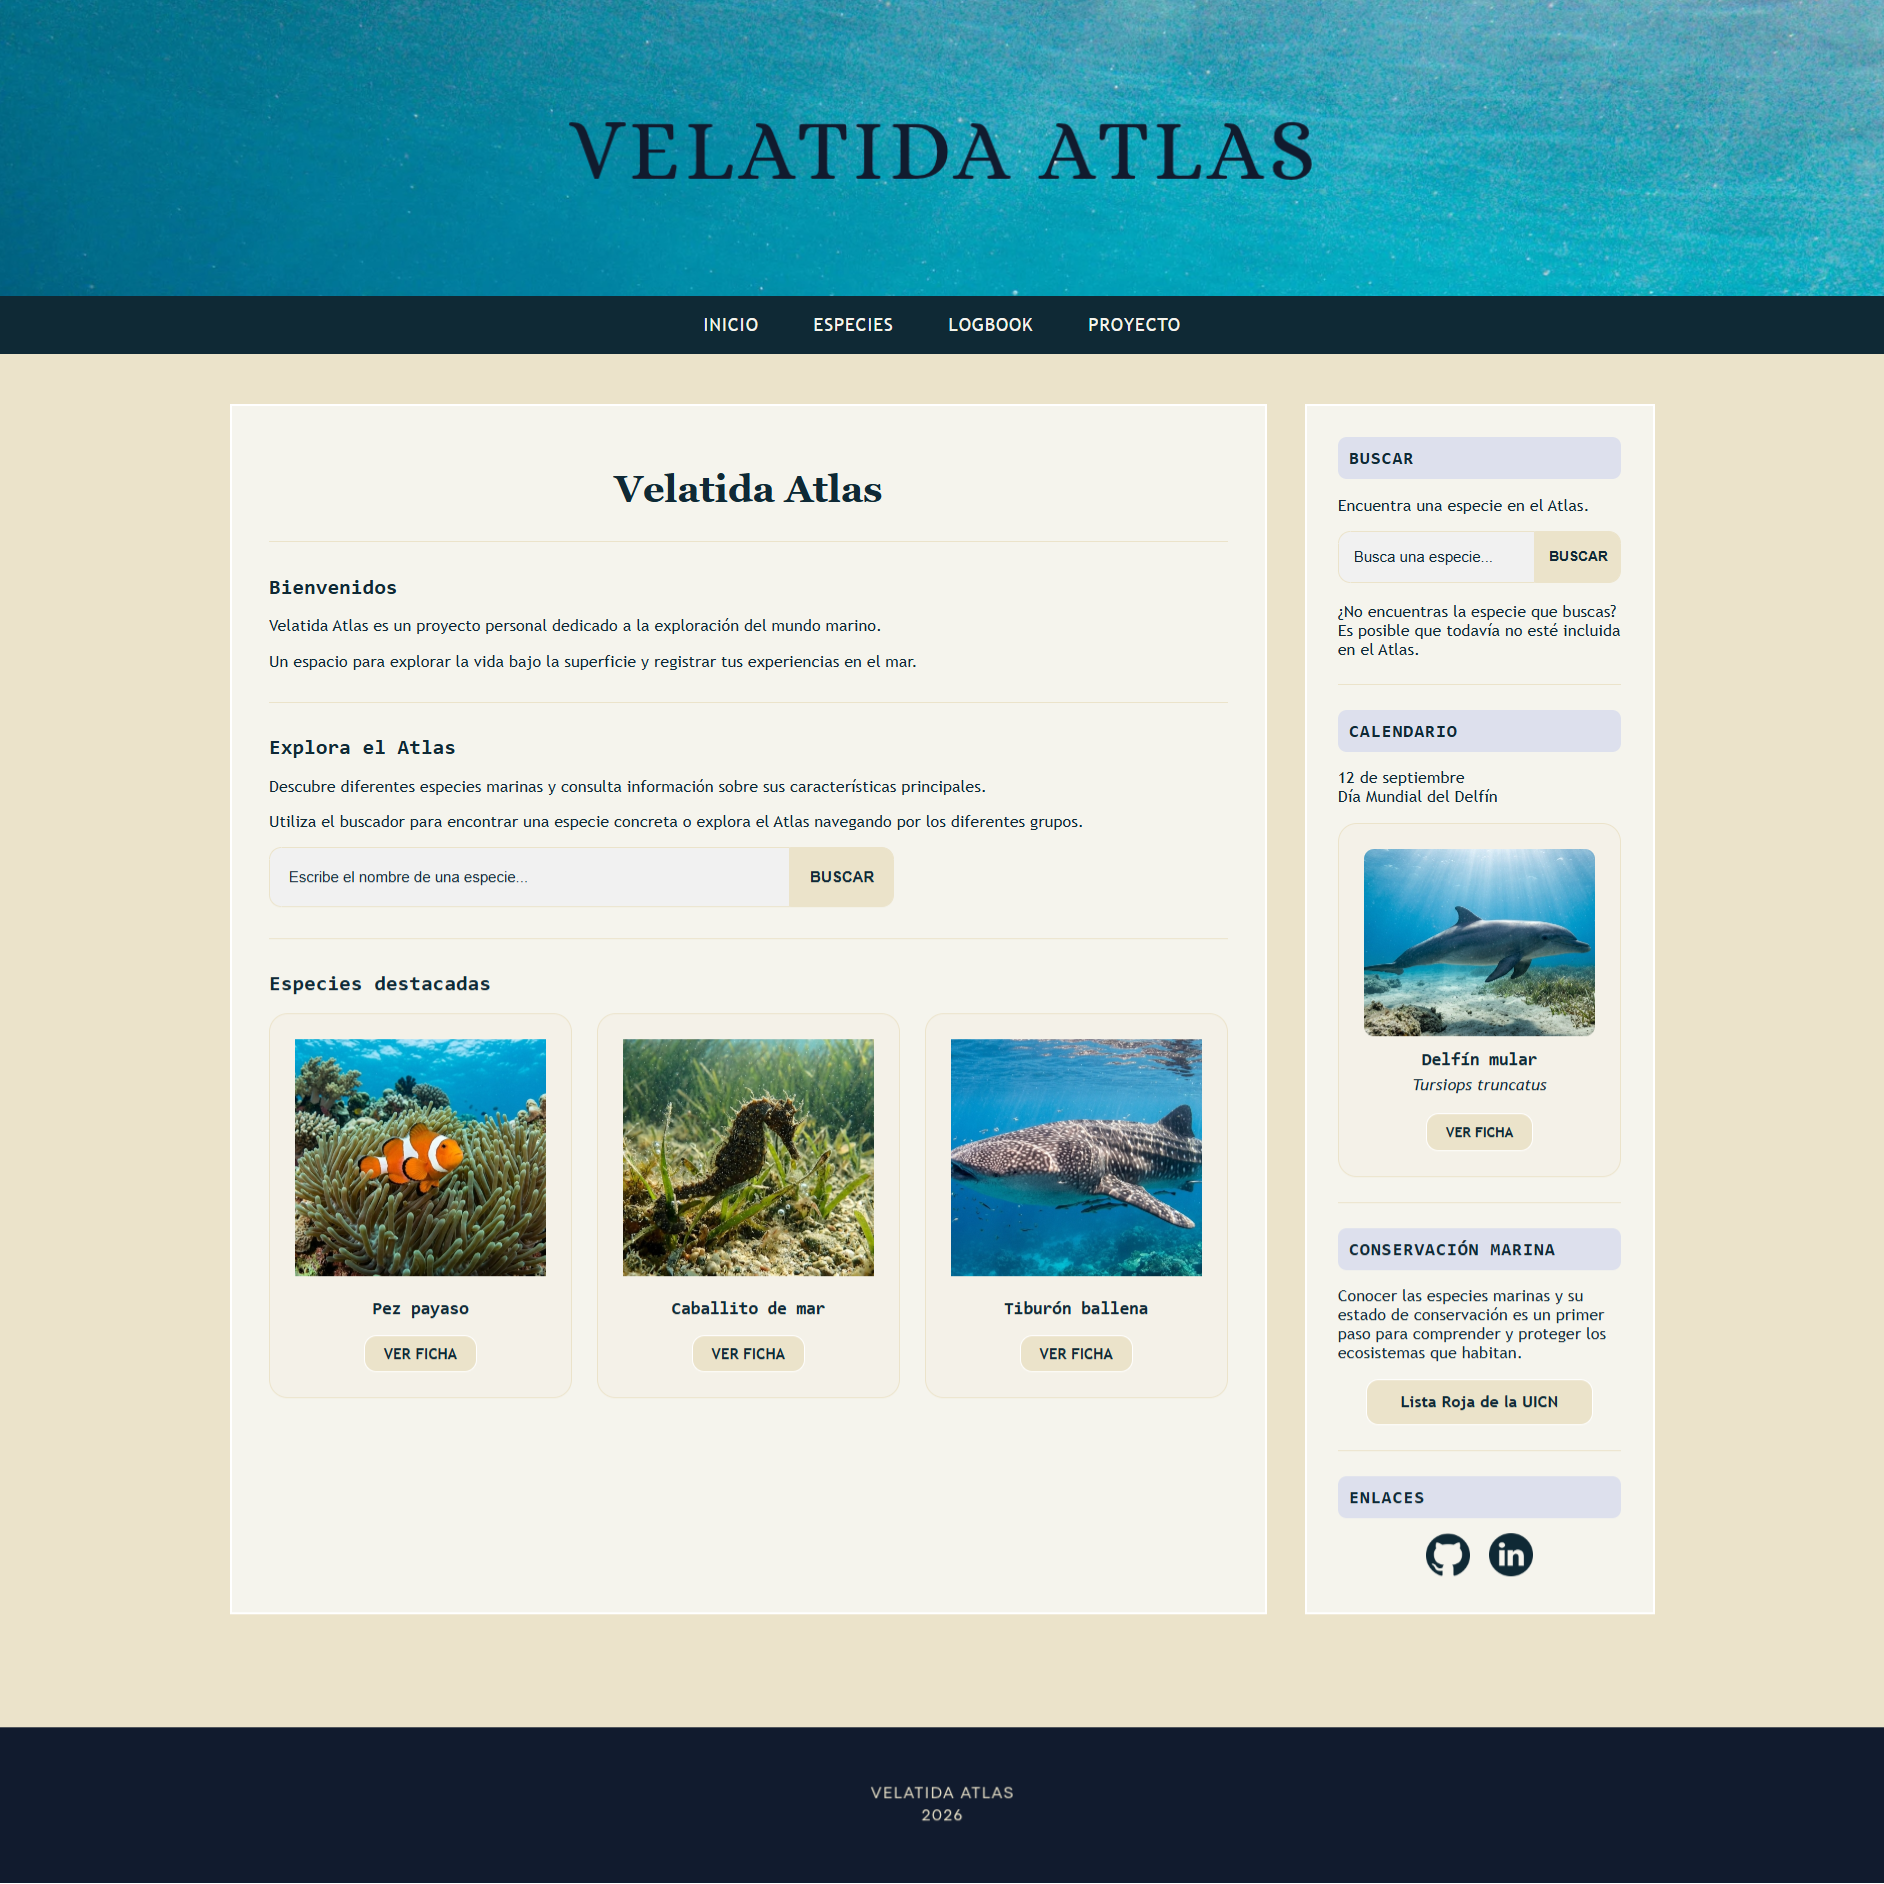 VELATIDA ATLAS
INICIO ESPECIES LOGBOOK PROYECTO
Velatida Atlas
Bienvenidos
Velatida Atlas es un proyecto personal dedicado a la exploración del mundo marino.
Un espacio para explorar la vida bajo la superficie y registrar tus experiencias en el mar.
Explora el Atlas
Descubre diferentes especies marinas y consulta información sobre sus características principales.
Utiliza el buscador para encontrar una especie concreta o explora el Atlas navegando por los diferentes grupos.
Escribe el nombre de una especie... BUSCAR
Especies destacadas
Pez payaso
VER FICHA
Caballito de mar
VER FICHA
Tiburón ballena
VER FICHA
BUSCAR
Encuentra una especie en el Atlas.
Busca una especie... BUSCAR
¿No encuentras la especie que buscas?
Es posible que todavía no esté incluida
en el Atlas.
CALENDARIO
12 de septiembre
Día Mundial del Delfín
Delfín mular
Tursiops truncatus
VER FICHA
CONSERVACIÓN MARINA
Conocer las especies marinas y su
estado de conservación es un primer
paso para comprender y proteger los
ecosistemas que habitan.
Lista Roja de la UICN
ENLACES
in
VELATIDA ATLAS
2026